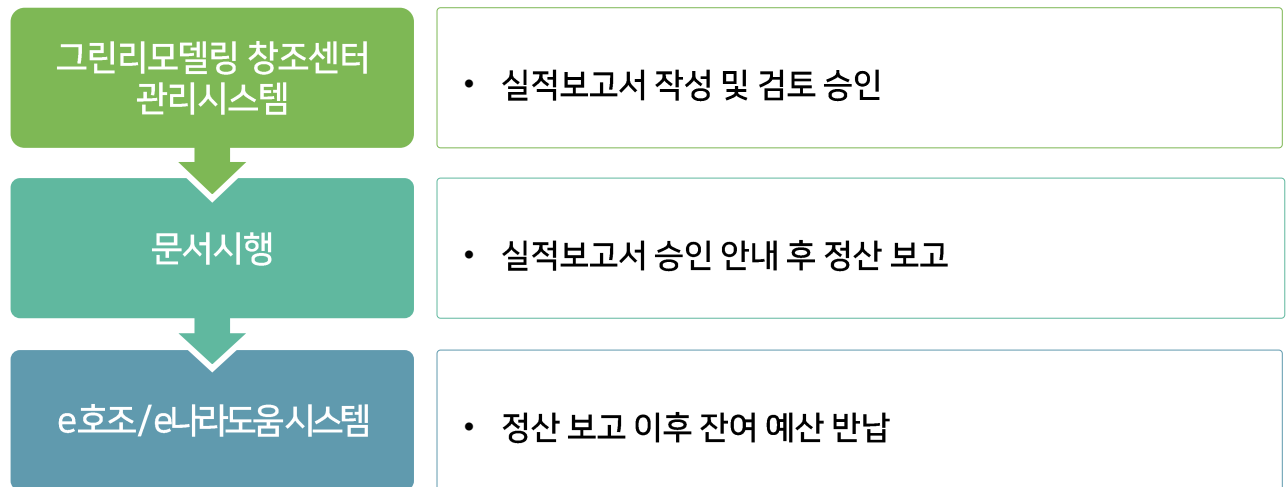 그린리모델링 창조센터
관리시스템
• 실적보고서 작성 및 검토 승인
문서시행
• 실적보고서 승인 안내 후 정산 보고
e호조/e나라도움시스템
• 정산 보고 이후 잔여 예산 반납